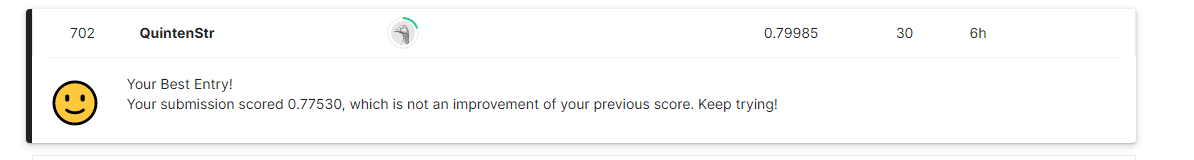 702 QuintenStr 0.79985 30 6h
Your Best Entry!
Your submission scored 0.77530, which is not an improvement of your previous score. Keep trying!